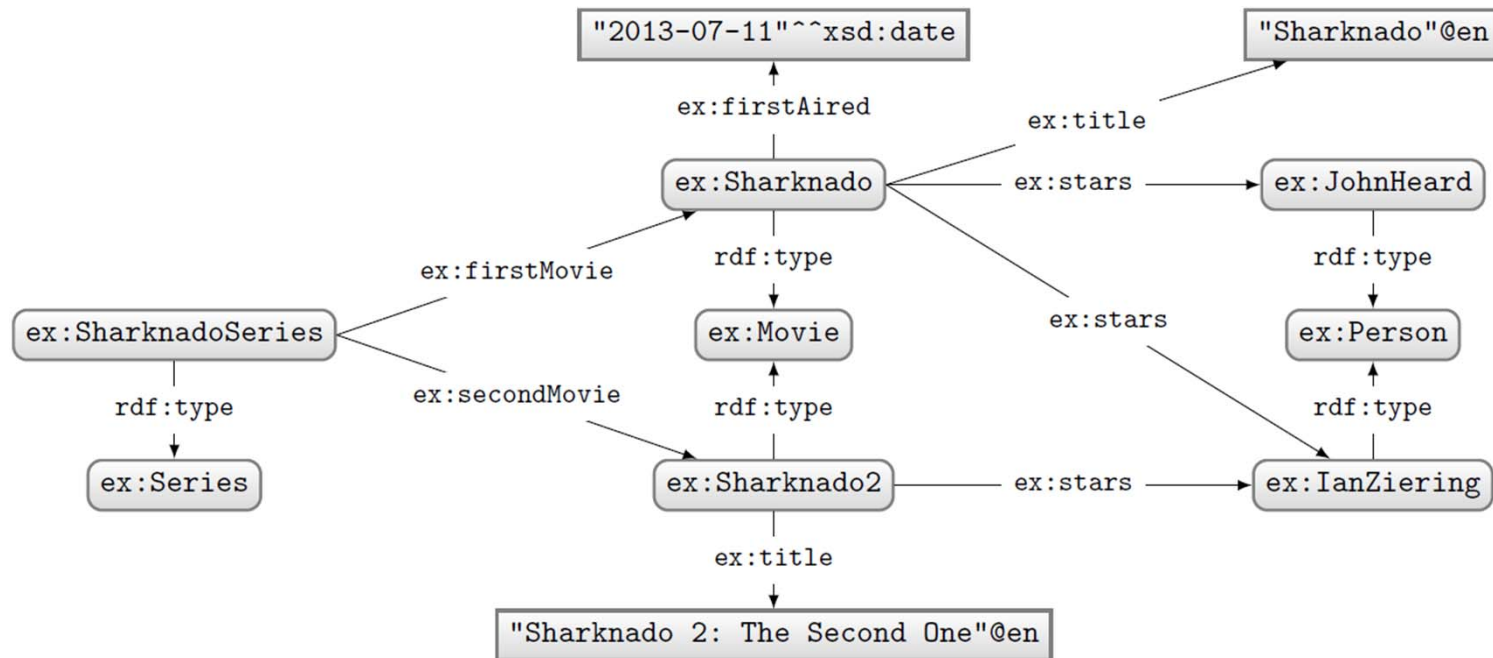 "2013-07-11"^^xsd:date
"Sharknado"@en
ex:firstAired
ex:title
ex:Sharknado
ex:stars
ex:JohnHeard
ex:firstMovie
rdf:type
rdf:type
ex:SharknadoSeries
ex:Movie
ex:stars
ex:Person
ex:secondMovie
rdf:type
rdf:type
rdf:type
ex:Series
ex:Sharknado2
ex:stars
ex:IanZiering
ex:title
"Sharknado 2: The Second One"@en